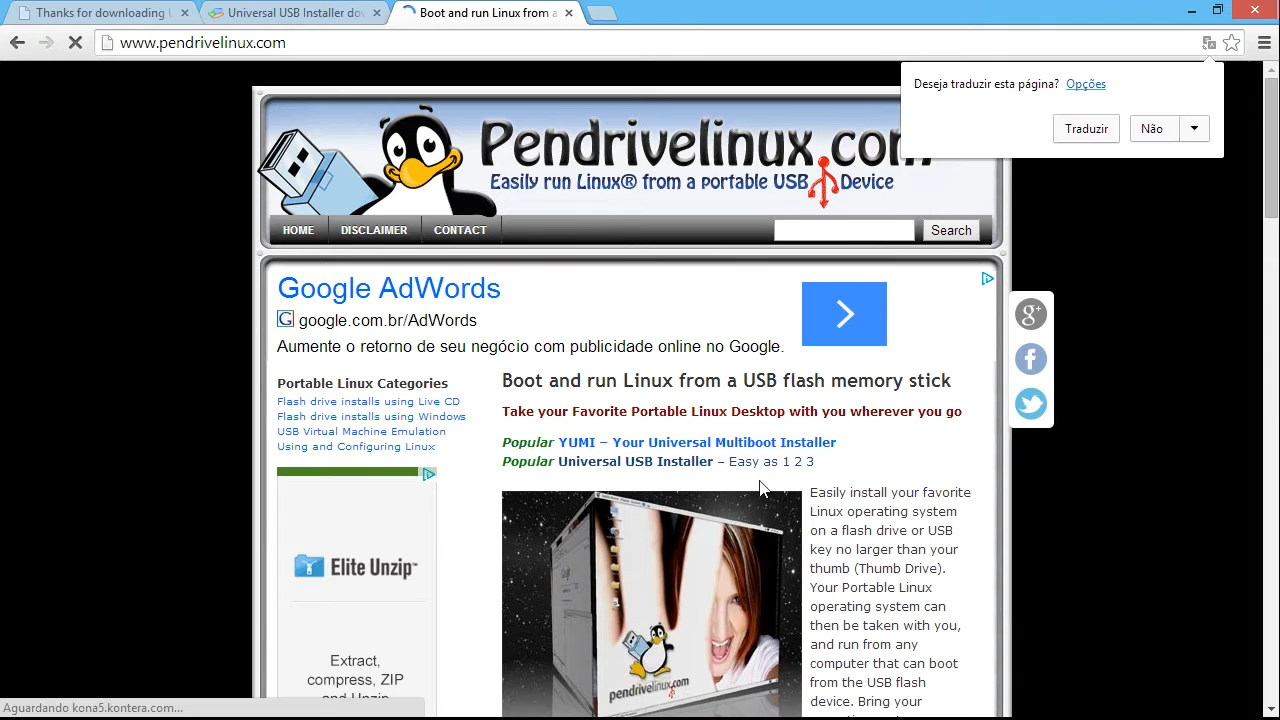 Thanks for downloading U
Universal USB Installer do
Boot and run Linux from a
www.pendrivelinux.com
Deseja traduzir esta página? Opções
Traduzir
Não
Pendrivelinux.com
Easily run Linux® from a portable USB Device
HOME
DISCLAIMER
CONTACT
Search
Google AdWords
G google.com.br/AdWords
Aumente o retorno de seu negócio com publicidade online no Google.
g+
f
Portable Linux Categories
Flash drive installs using Live CD
Flash drive installs using Windows
USB Virtual Machine Emulation
Using and Configuring Linux
Elite Unzip™
Extract,
compress, ZIP
and Unzip
Boot and run Linux from a USB flash memory stick
Take your Favorite Portable Linux Desktop with you wherever you go
Popular YUMI – Your Universal Multiboot Installer
Popular Universal USB Installer – Easy as 1 2 3
pendrivelinux.com
Easily install your favorite
Linux operating system
on a flash drive or USB
key no larger than your
thumb (Thumb Drive).
Your Portable Linux
operating system can
then be taken with you,
and run from any
computer that can boot
from the USB flash
device. Bring your
Aguardando kona5.kontera.com...